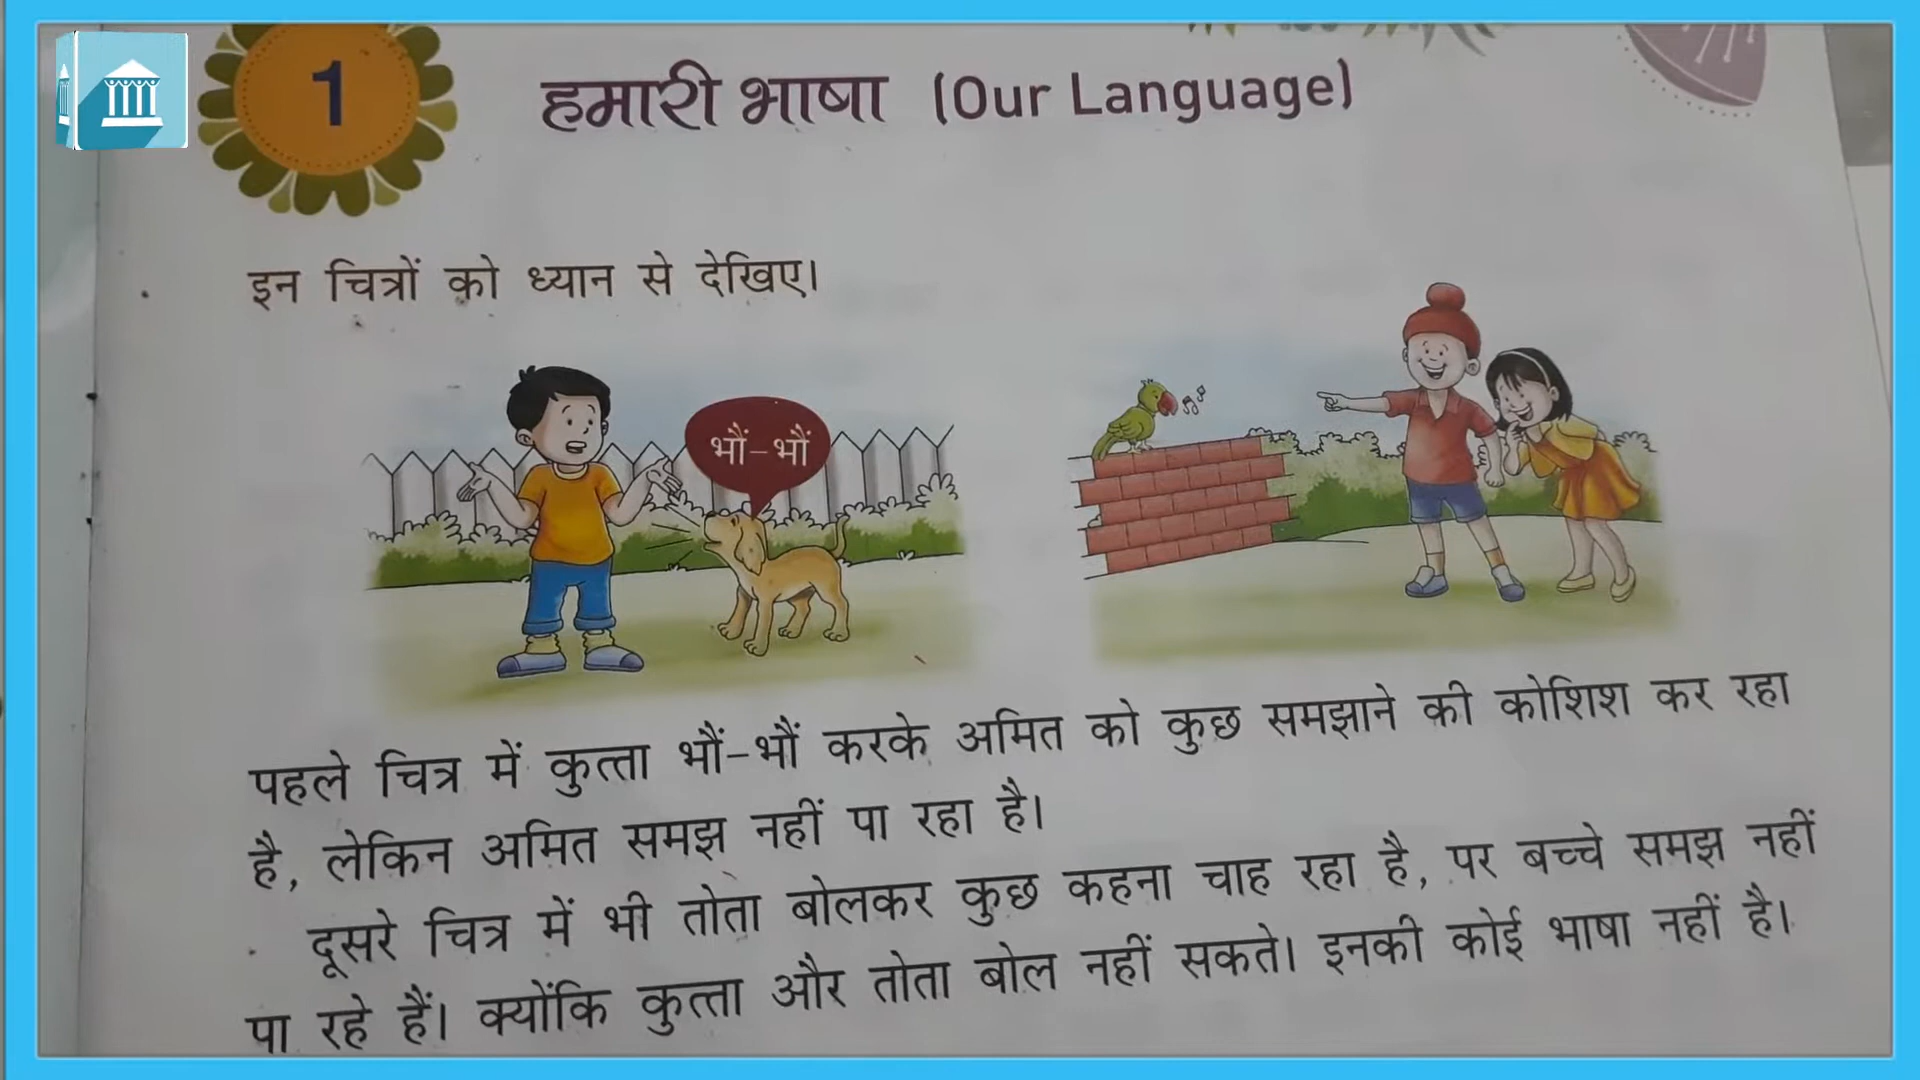 1
हमारी भाषा (Our Language)
इन चित्रों को ध्यान से देखिए।
भौं-भौं
पहले चित्र में कुत्ता भौं-भौं करके अमित को कुछ समझाने की कोशिश कर रहा
है, लेकिन अमित समझ नहीं पा रहा है।
दूसरे चित्र में भी तोता बोलकर कुछ कहना चाह रहा है, पर बच्चे समझ नहीं
पा रहे हैं। क्योंकि कुत्ता और तोता बोल नहीं सकते। इनकी कोई भाषा नहीं है।